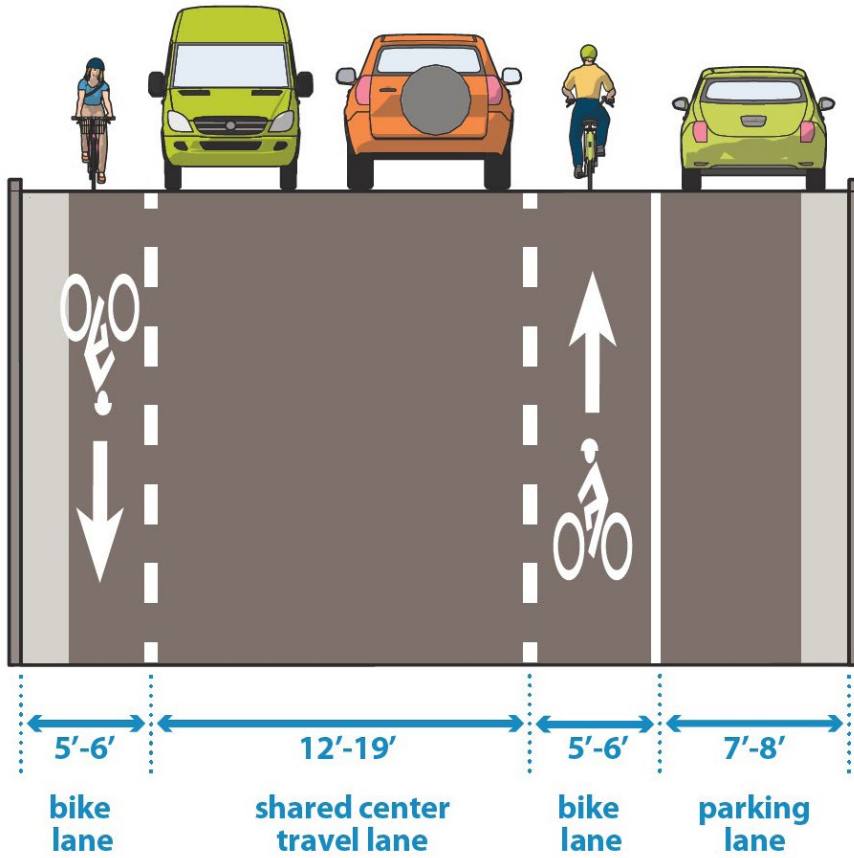 5’-6’
12’-19’
5’-6’
7’-8’
bike
lane
shared center
travel lane
bike
lane
parking
lane